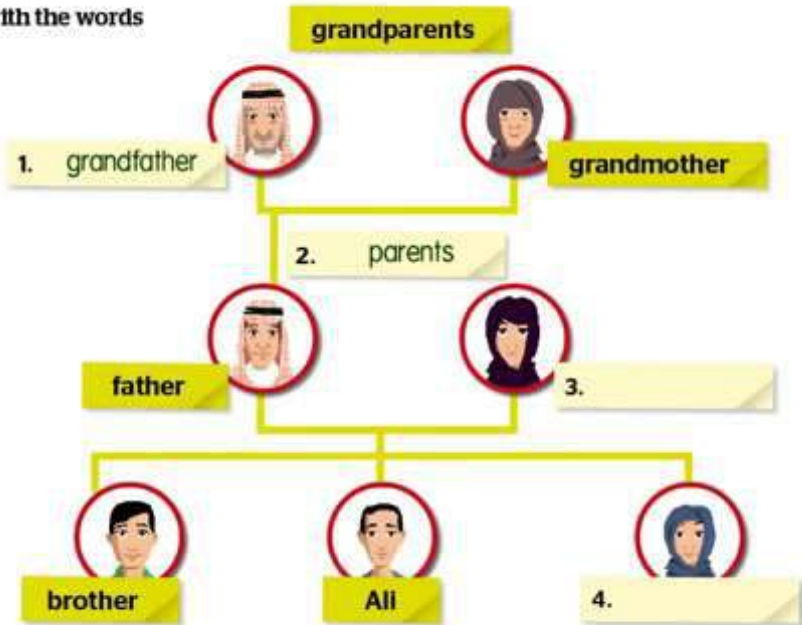 ith the words
grandparents
1. grandfather
grandmother
2. parents
father
3.
brother
Ali
4.